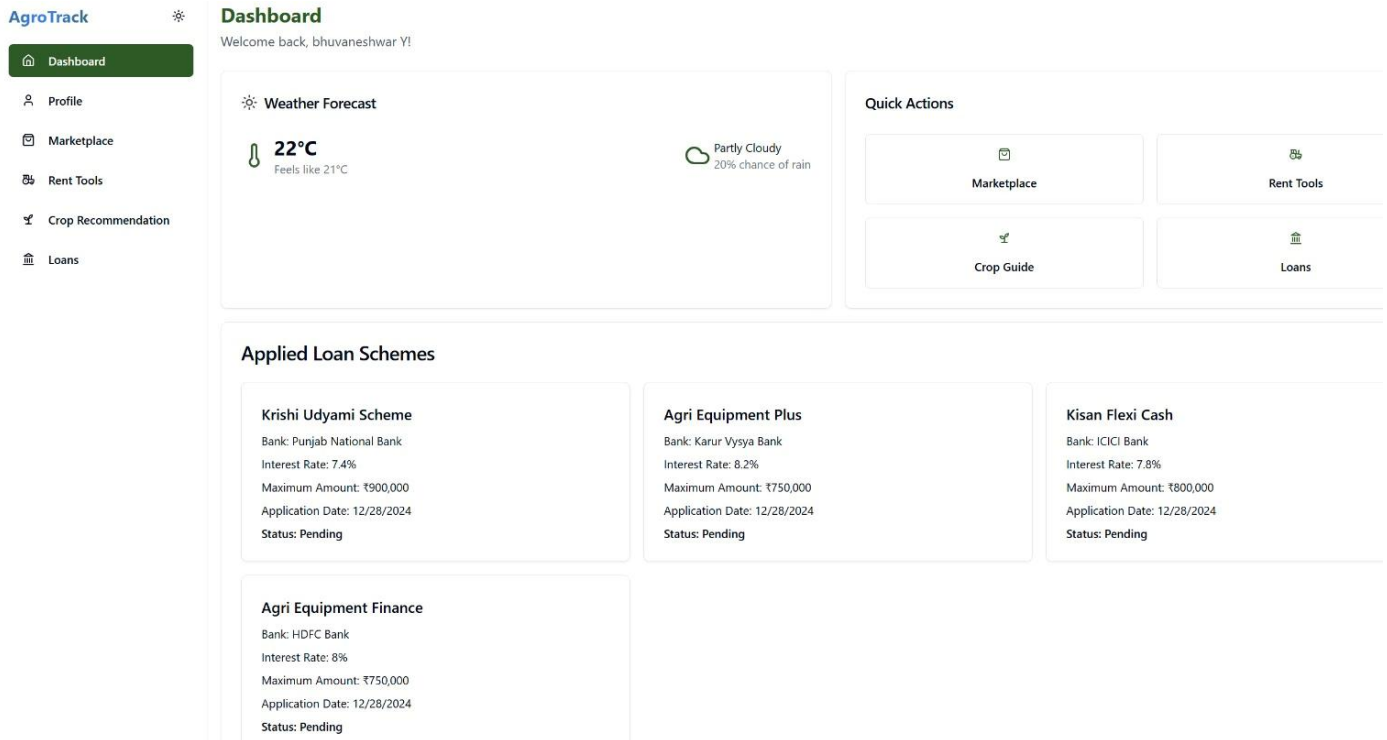 AgroTrack
Dashboard
Profile
Marketplace
Rent Tools
Crop Recommendation
Loans
Dashboard
Welcome back, bhuvaneshwar Y!
Weather Forecast
22°C
Feels like 21°C
Partly Cloudy
20% chance of rain
Quick Actions
Marketplace
Rent Tools
Crop Guide
Loans
Applied Loan Schemes
Krishi Udyami Scheme
Bank: Punjab National Bank
Interest Rate: 7.4%
Maximum Amount: ₹900,000
Application Date: 12/28/2024
Status: Pending
Agri Equipment Plus
Bank: Karur Vysya Bank
Interest Rate: 8.2%
Maximum Amount: ₹750,000
Application Date: 12/28/2024
Status: Pending
Kisan Flexi Cash
Bank: ICICI Bank
Interest Rate: 7.8%
Maximum Amount: ₹800,000
Application Date: 12/28/2024
Status: Pending
Agri Equipment Finance
Bank: HDFC Bank
Interest Rate: 8%
Maximum Amount: ₹750,000
Application Date: 12/28/2024
Status: Pending